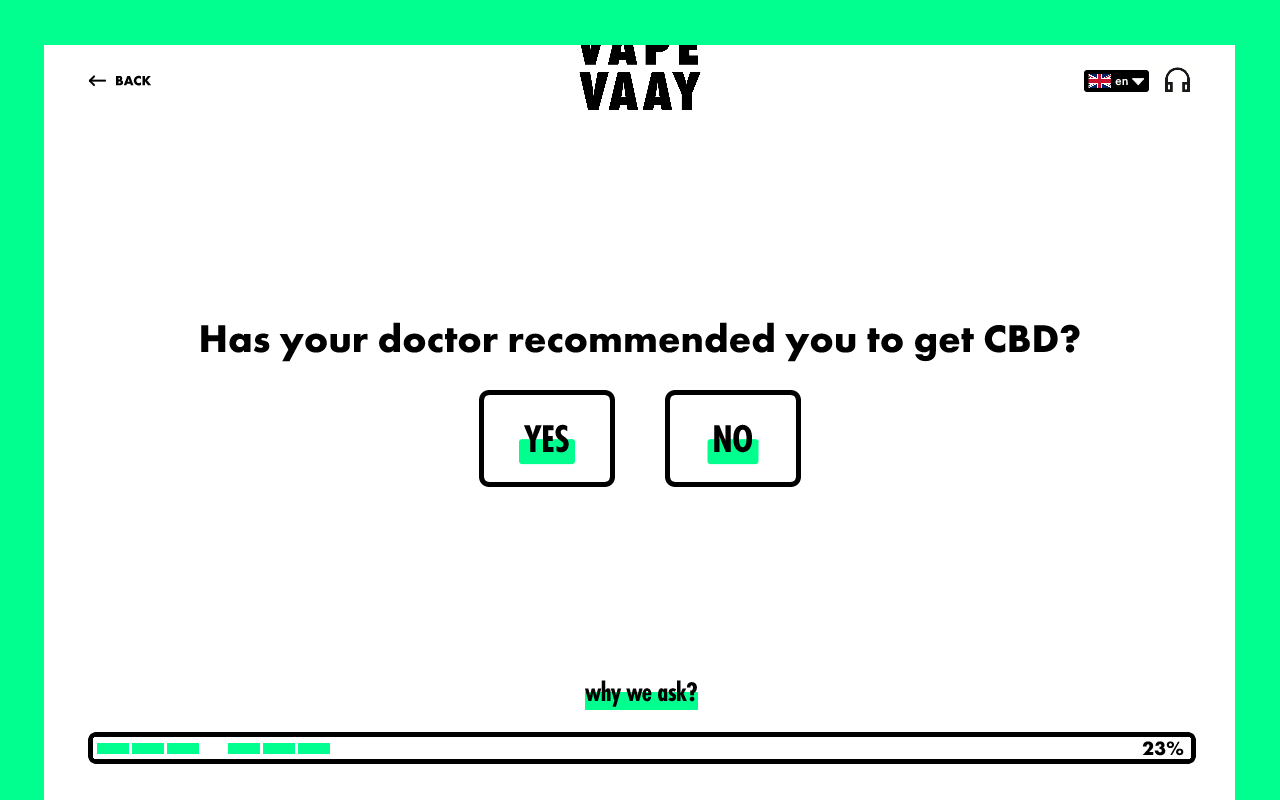 VAPE
VAAY
BACK
en
Has your doctor recommended you to get CBD?
YES
NO
why we ask?
23%